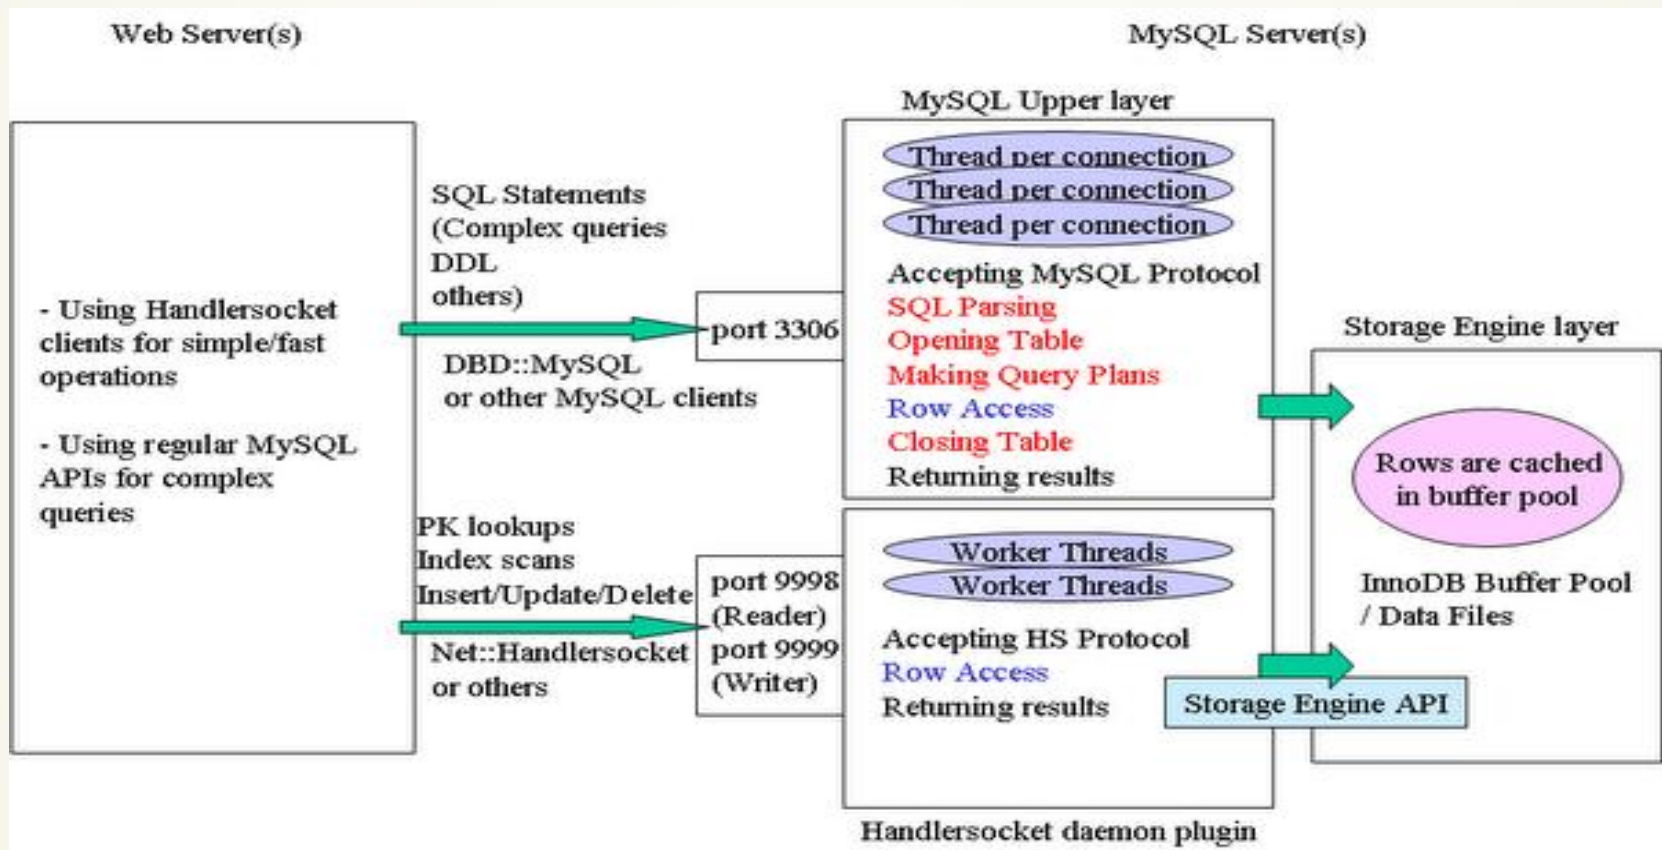 Web Server(s)
MySQL Server(s)
- Using Handlersocket
clients for simple/fast
operations
- Using regular MySQL
APIs for complex
queries
SQL Statements
(Complex queries
DDL
others)
DBD::MySQL
or other MySQL clients
PK lookups
Index scans
Insert/Update/Delete
Net::Handlersocket
or others
port 3306
port 9998
(Reader)
port 9999
(Writer)
MySQL Upper layer
Thread per connection
Thread per connection
Thread per connection
Accepting MySQL Protocol
SQL Parsing
Opening Table
Making Query Plans
Row Access
Closing Table
Returning results
Worker Threads
Worker Threads
Accepting HS Protocol
Row Access
Returning results
Handlersocket daemon plugin
Storage Engine API
Storage Engine layer
Rows are cached
in buffer pool
InnoDB Buffer Pool
/ Data Files